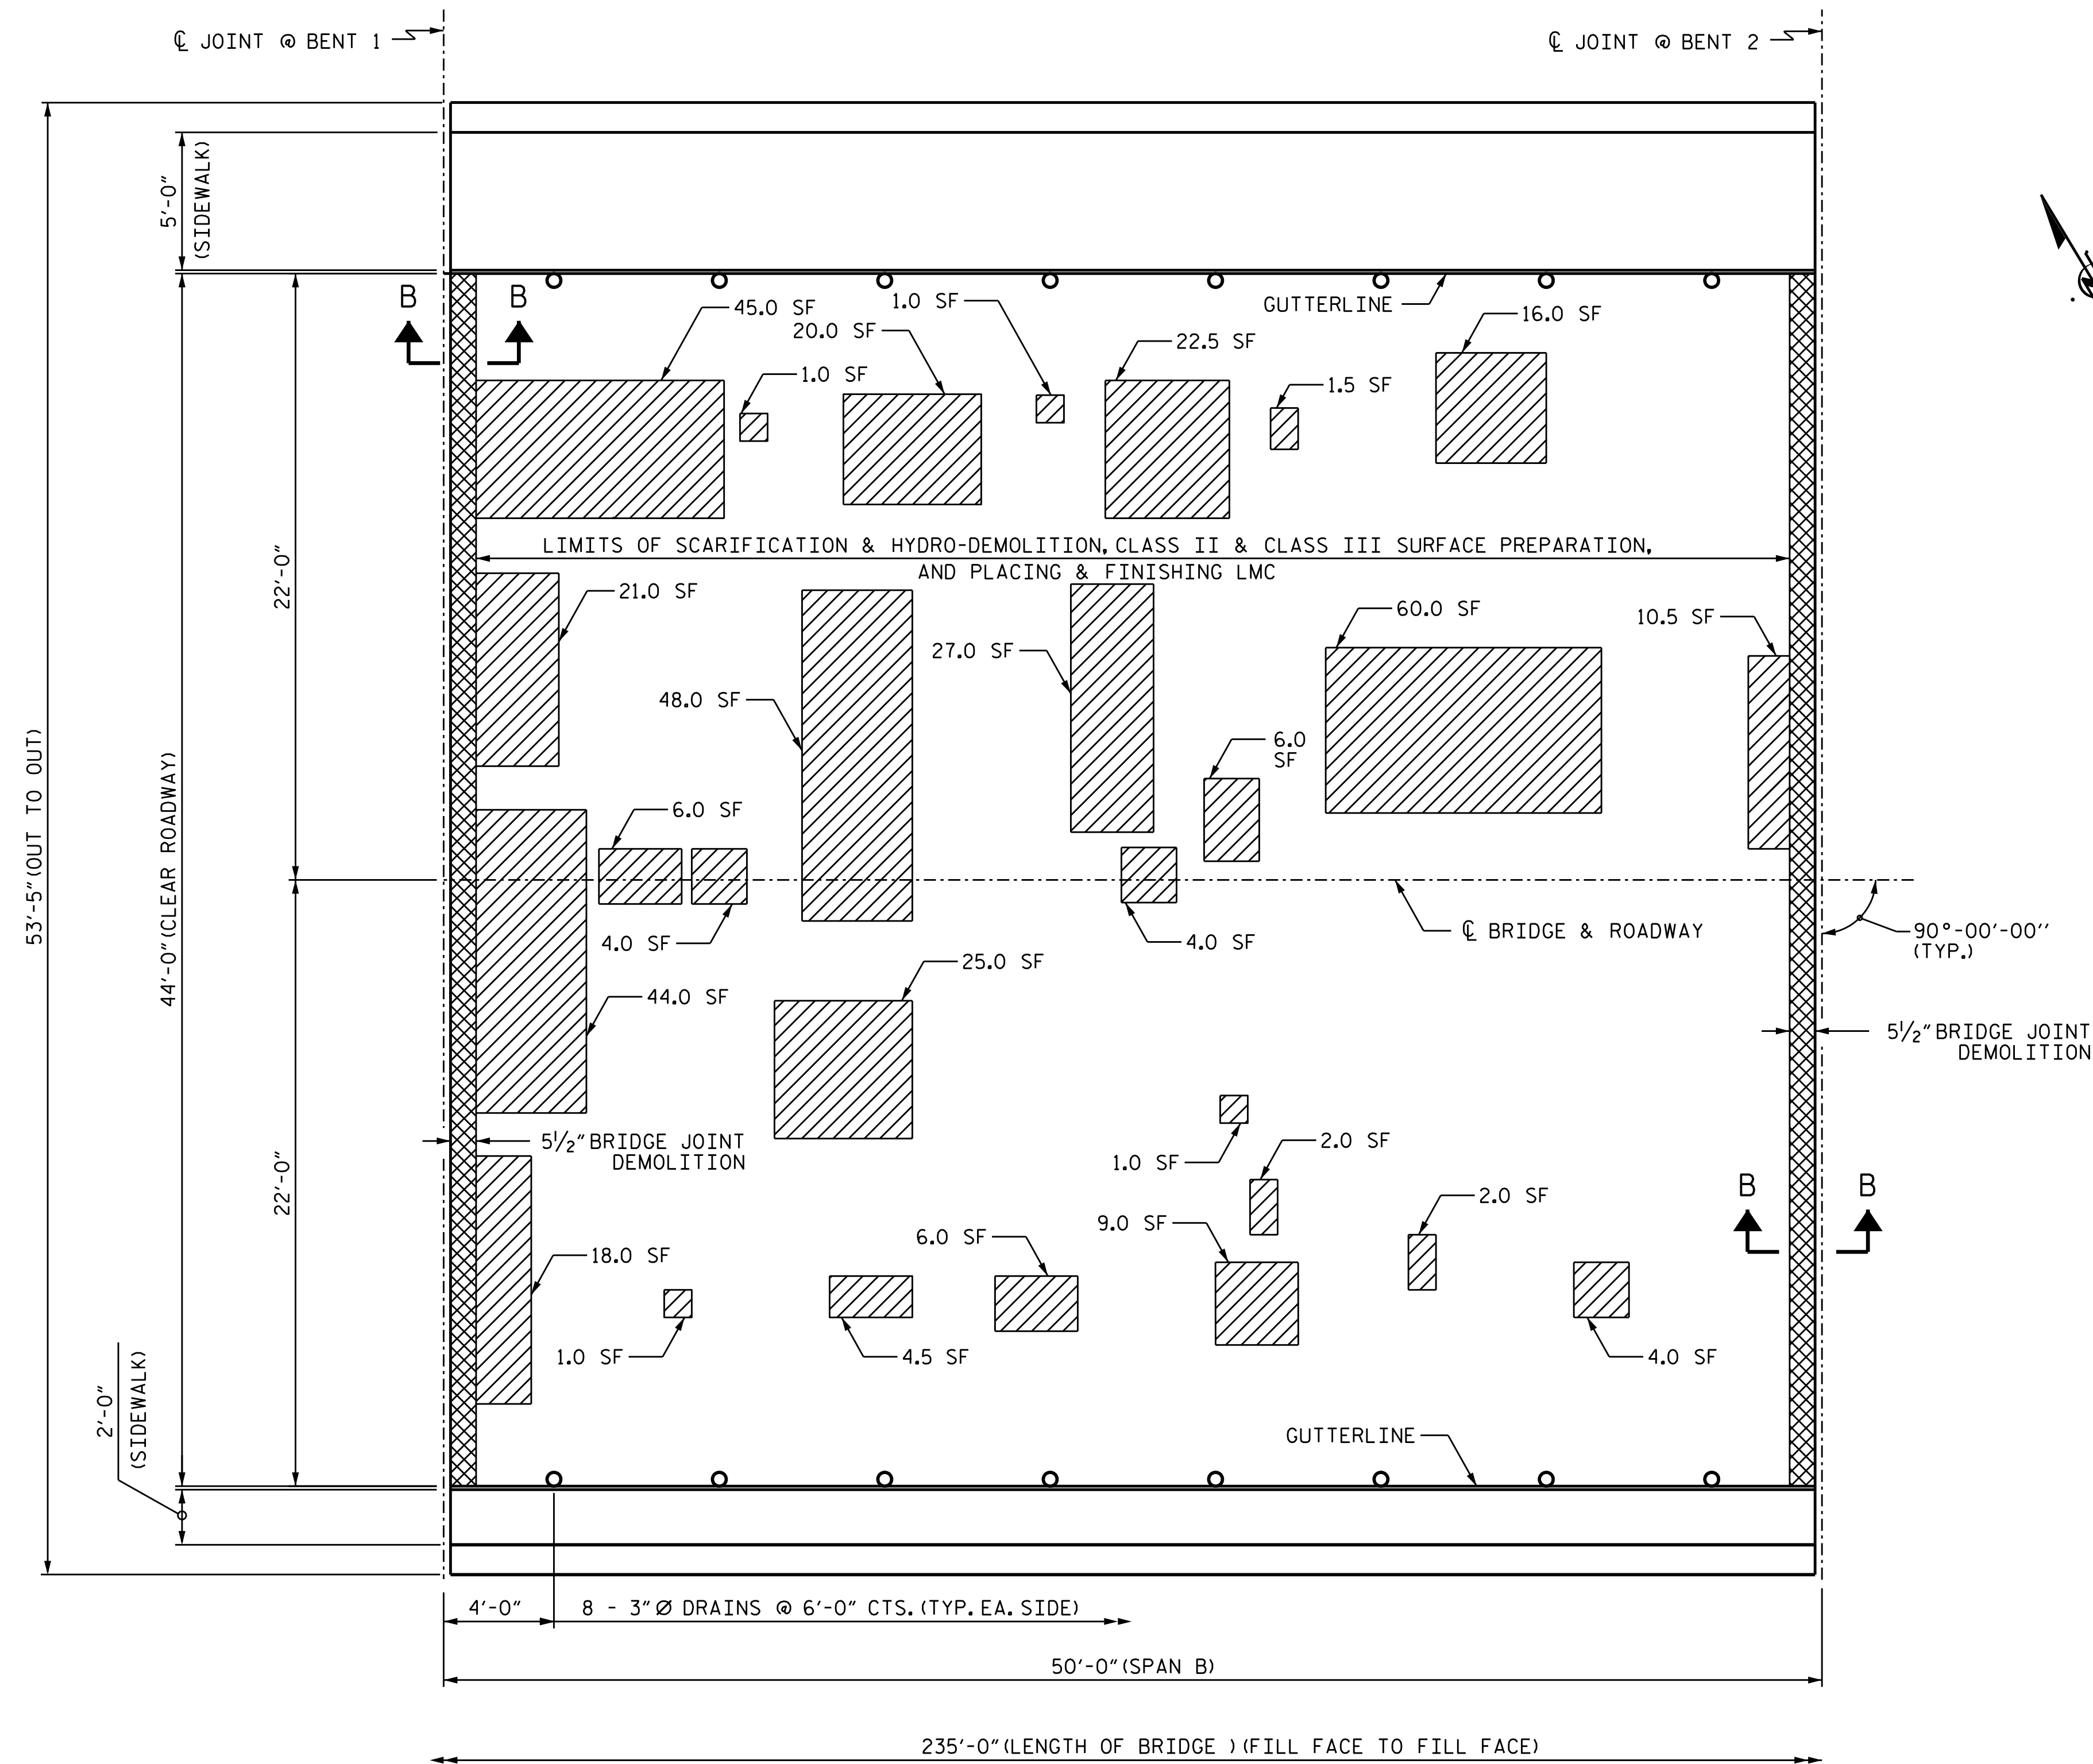 ℄ JOINT @ BENT 1
℄ JOINT @ BENT 2
5'-0"
(SIDEWALK)
B
B
45.0 SF
1.0 SF
20.0 SF
1.0 SF
22.5 SF
GUTTERLINE
1.5 SF
16.0 SF
LIMITS OF SCARIFICATION & HYDRO-DEMOLITION, CLASS II & CLASS III SURFACE PREPARATION,
AND PLACING & FINISHING LMC
22'-0"
21.0 SF
48.0 SF
27.0 SF
60.0 SF
10.5 SF
6.0
SF
6.0 SF
4.0 SF
4.0 SF
℄ BRIDGE & ROADWAY
90°-00'-00''
(TYP.)
53'-5" (OUT TO OUT)
44'-0" (CLEAR ROADWAY)
44.0 SF
25.0 SF
5½" BRIDGE JOINT
DEMOLITION
5½" BRIDGE JOINT
DEMOLITION
1.0 SF
2.0 SF
22'-0"
B
B
2.0 SF
9.0 SF
6.0 SF
18.0 SF
1.0 SF
4.5 SF
4.0 SF
2'-0"
(SIDEWALK)
GUTTERLINE
4'-0"
8 - 3" Ø DRAINS @ 6'-0" CTS. (TYP. EA. SIDE)
50'-0" (SPAN B)
235'-0" (LENGTH OF BRIDGE ) (FILL FACE TO FILL FACE)